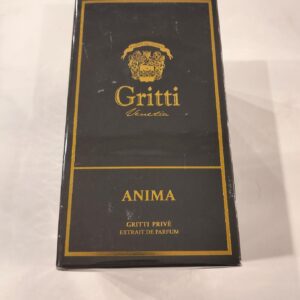 Gritti
Venetia
ANIMA
GRITTI PRIVÉ
EXTRAIT DE PARFUM